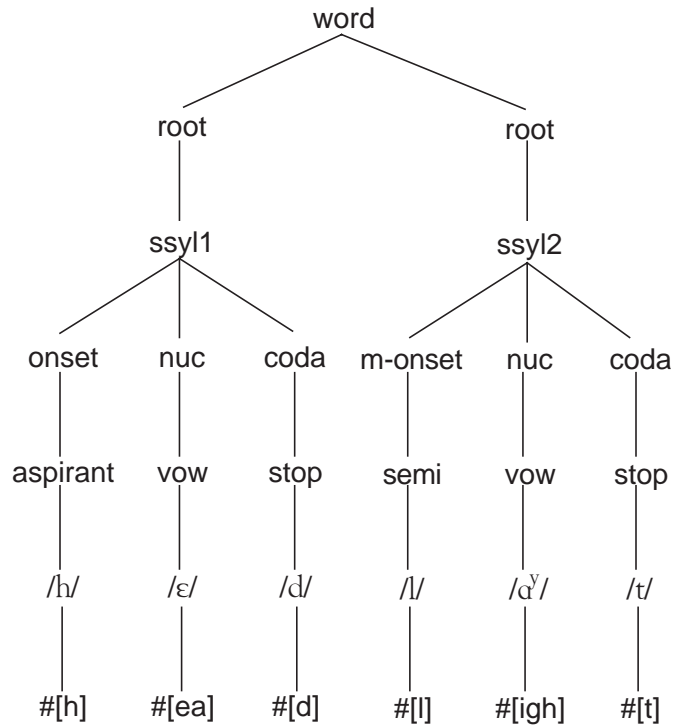 word
root root
ssyl1 ssyl2
onset nuc coda m-onset nuc coda
aspirant vow stop semi vow stop
/h/ /ɛ/ /d/ /l/ /ɑʸ/ /t/
#[h] #[ea] #[d] #[l] #[igh] #[t]